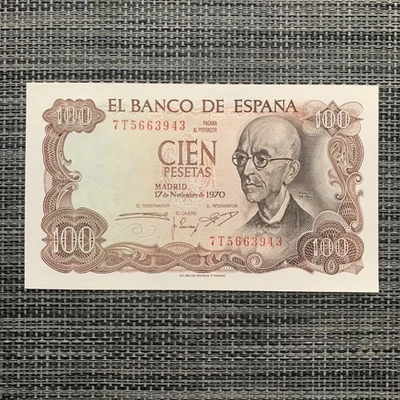 100 EL BANCO DE ESPAÑA 100
7T5663943 PAGARÁ AL PORTADOR
CIEN
PESETAS
MADRID,
17 de Noviembre de 1970
EL GOBERNADOR EL CAJERO EL INTERVENTOR
7T5663943
100 100